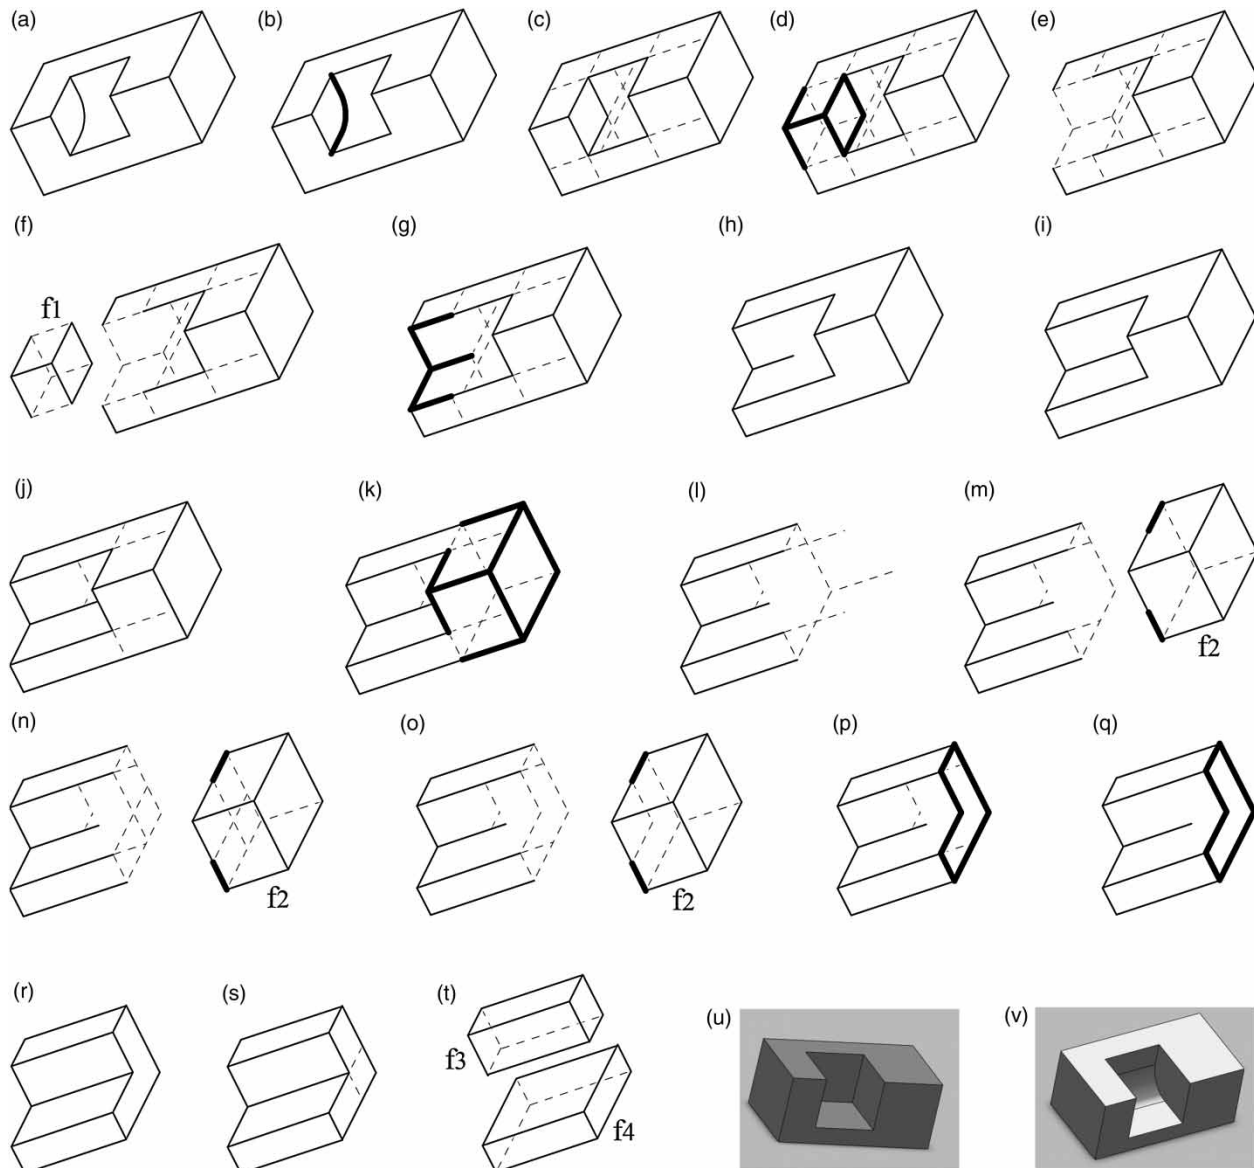 (a) (b) (c) (d) (e)
(f) (g) (h) (i)
f1
(j) (k) (l) (m)
f2
(n) (o) (p) (q)
f2 f2
(r) (s) (t) (u) (v)
f3
f4